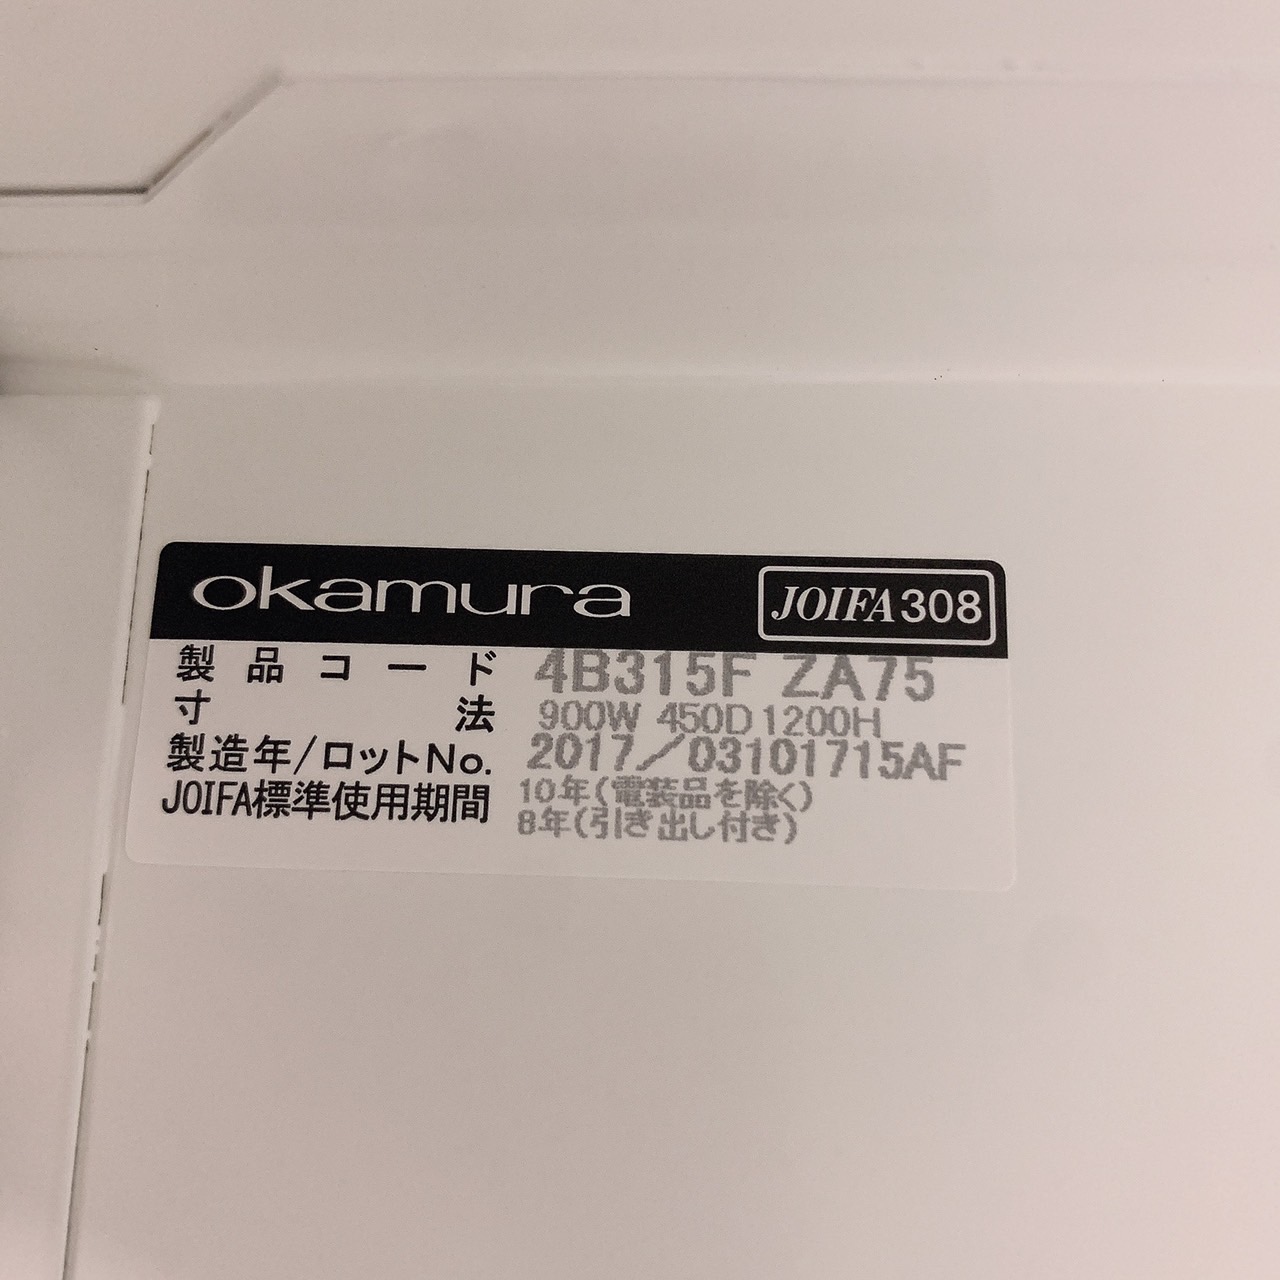 okamura JOIFA308
製品コード 4B315F ZA75
寸法 900W 450D 1200H
製造年/ロットNo. 2017/03101715AF
JOIFA標準使用期間 10年(電装品を除く)
8年(引き出し付き)